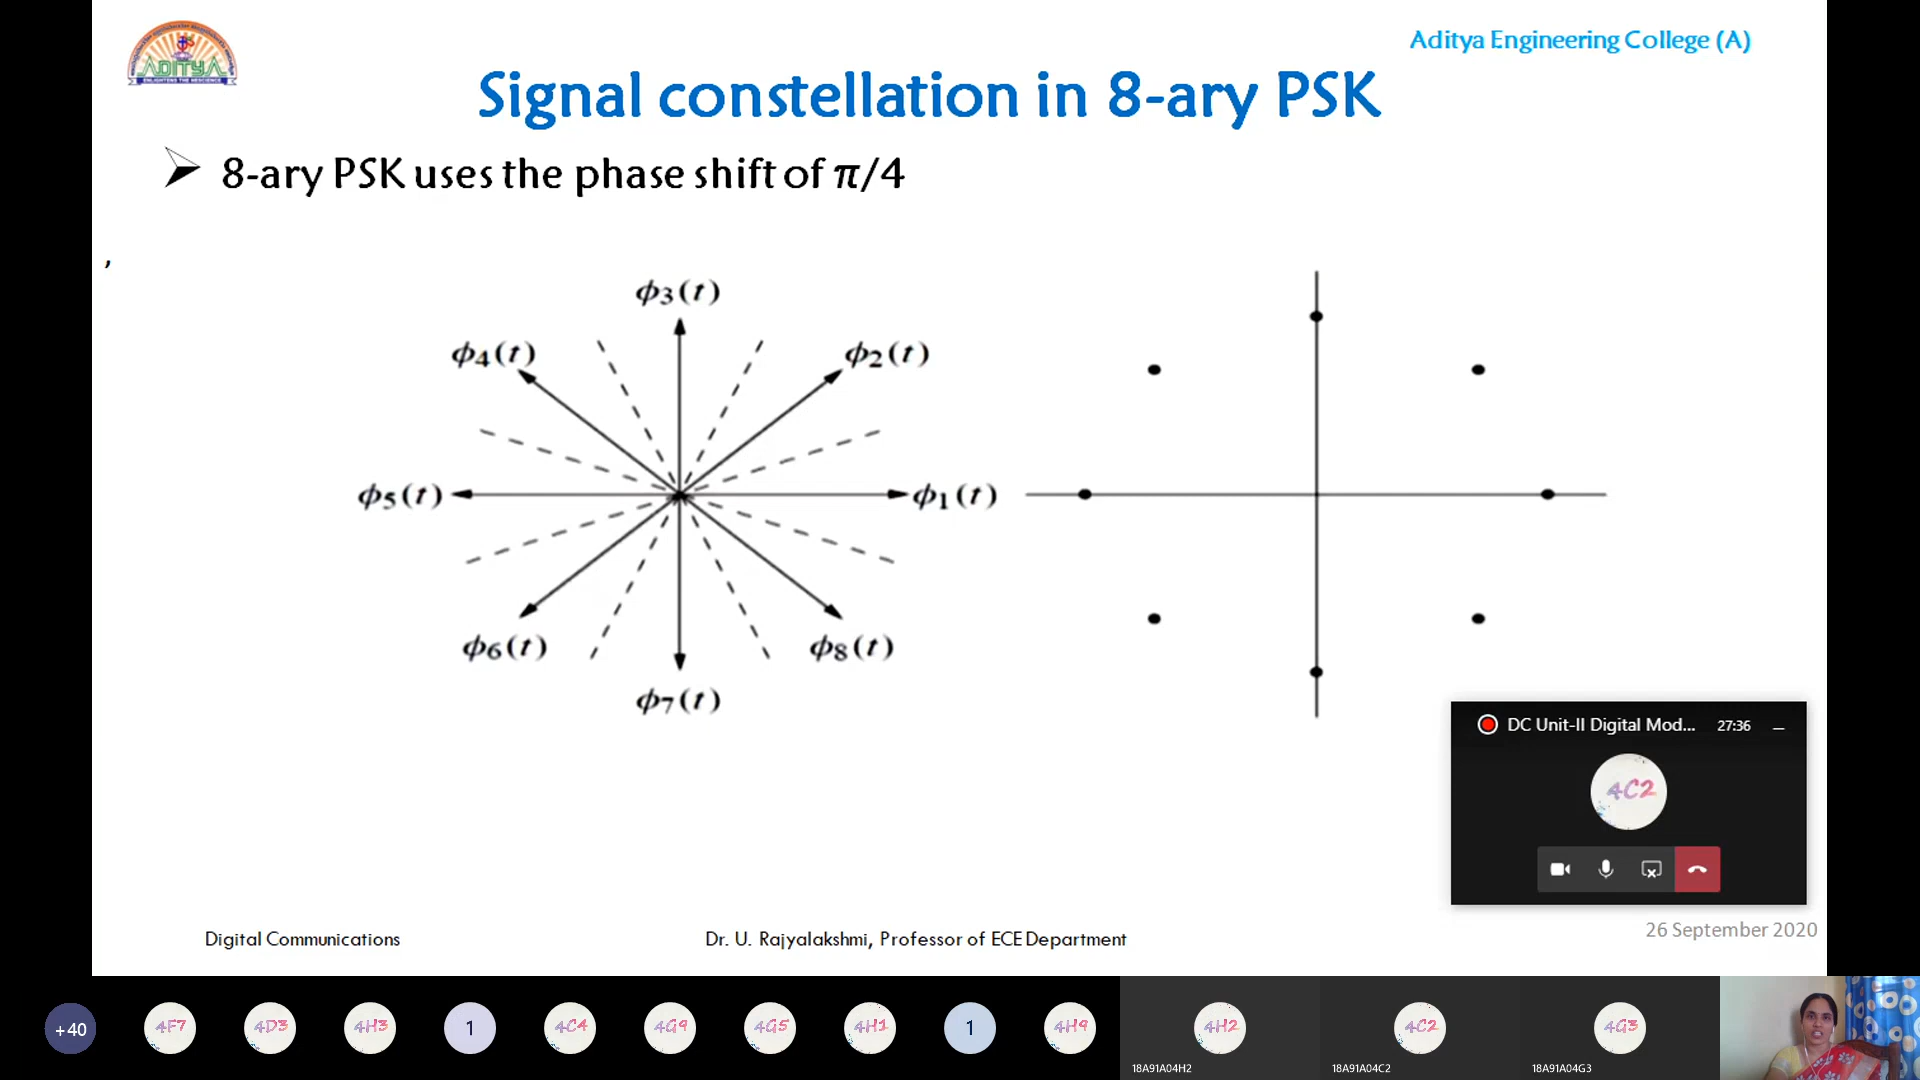 Aditya Engineering College (A)
ADITYA
Signal constellation in 8-ary PSK
➢ 8-ary PSK uses the phase shift of π/4
,
ϕ3(t)
ϕ4(t)
ϕ2(t)
ϕ5(t)
ϕ1(t)
ϕ6(t)
ϕ8(t)
ϕ7(t)
DC Unit-II Digital Mod... 27:36
4C2
Digital Communications
Dr. U. Rajyalakshmi, Professor of ECE Department
26 September 2020
+40 4F7 4D3 4H3 1 4C4 4G9 4G5 4H1 1 4H9 4H2 4C2 4G3
18A91A04H2 18A91A04C2 18A91A04G3